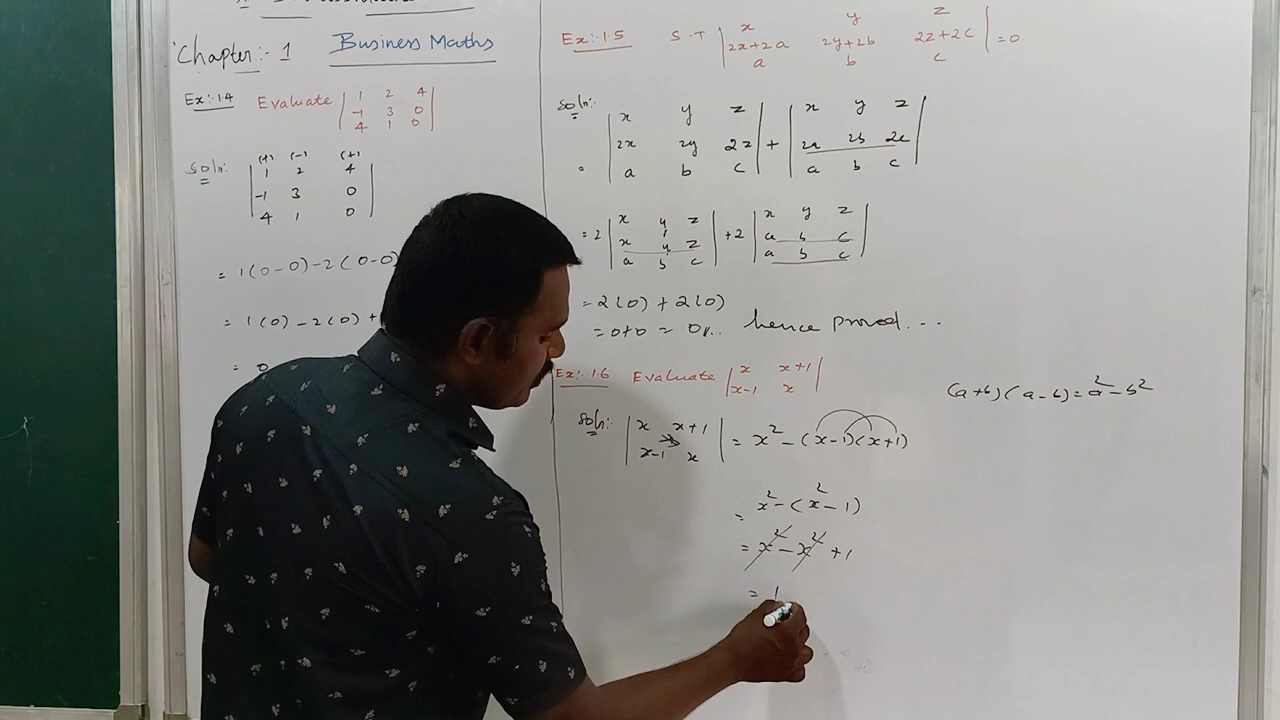 Chapter:- 1 Business Maths
Ex:1.4 Evaluate | 1 2 4 |
| -1 3 0 |
| 4 1 0 |
Soln:
(+) (-) (+)
| 1 2 4 |
| -1 3 0 |
| 4 1 0 |
= 1(0-0)-2(0-0)
= 1(0)-2(0)+
= 0
Ex:1.5 S.T | x y z |
| 2x+2a 2y+2b 2z+2c | =0
| a b c |
Soln:
| x y z | | x y z |
| 2x 2y 2z | + | 2a 2b 2c |
= | a b c | | a b c |
| x y z | | x y z |
=2 | x y z | +2 | a b c |
| a b c | | a b c |
=2(0)+2(0)
=0+0 = 0//. hence proved...
Ex:1.6 Evaluate | x x+1 |
| x-1 x |
(a+b)(a-b)=a²-b²
Soln: | x x+1 | = x²-(x-1)(x+1)
| x-1 x |
= x²-(x²-1)
= x²-x²+1
= 1